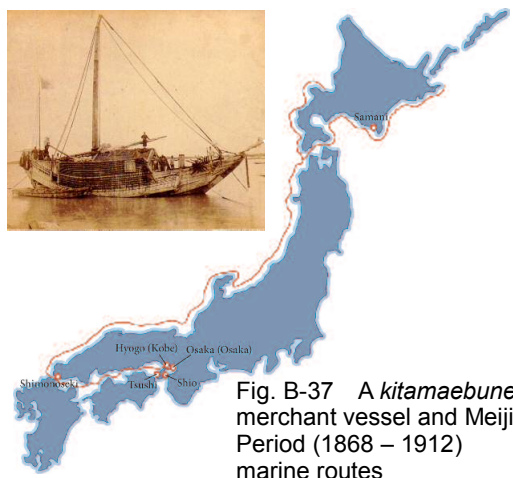 Samani
Hyogo (Kobe)
Osaka (Osaka)
Shimonoseki
Tsushi
Shio
Fig. B-37 A kitamaebune
merchant vessel and Meiji
Period (1868 – 1912)
marine routes